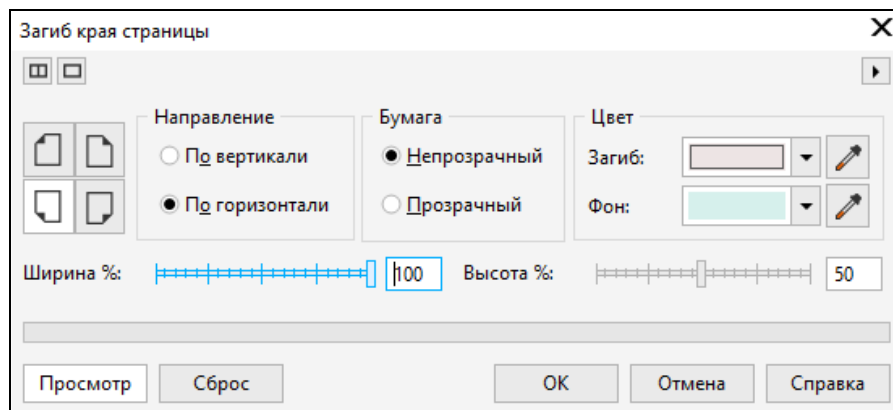 Загиб края страницы
Направление
По вертикали
По горизонтали
Бумага
Непрозрачный
Прозрачный
Цвет
Загиб:
Фон:
Ширина %: 100 Высота %: 50
Просмотр Сброс ОК Отмена Справка